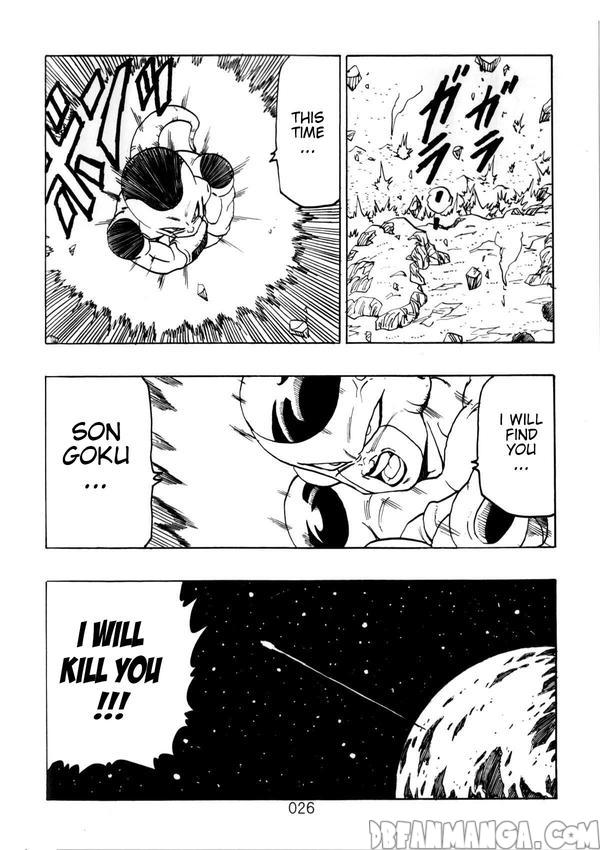 ガラ
ガラ
THIS
TIME
...
I WILL
FIND
YOU
...
SON
GOKU
...
I WILL
KILL YOU
!!!
026
DBFANMANGA.COM